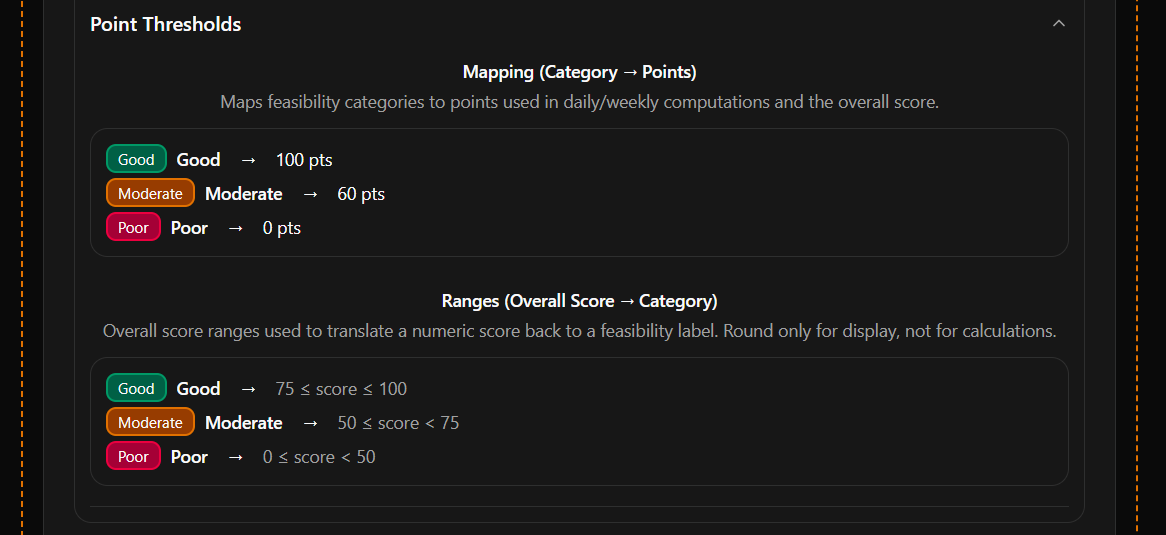 Point Thresholds
Mapping (Category → Points)
Maps feasibility categories to points used in daily/weekly computations and the overall score.
Good Good → 100 pts
Moderate Moderate → 60 pts
Poor Poor → 0 pts
Ranges (Overall Score → Category)
Overall score ranges used to translate a numeric score back to a feasibility label. Round only for display, not for calculations.
Good Good → 75 ≤ score ≤ 100
Moderate Moderate → 50 ≤ score < 75
Poor Poor → 0 ≤ score < 50